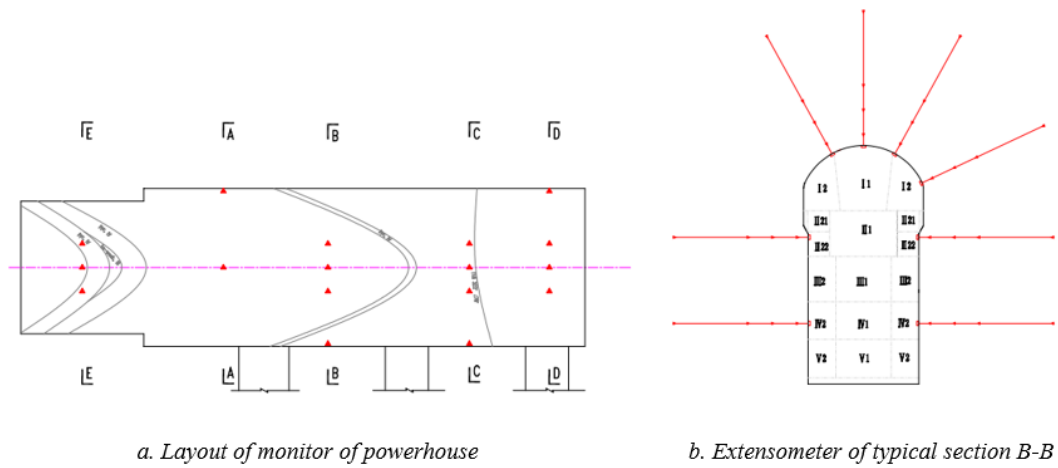 E A B C D
E A B C D
I2 I1 I2
II21 II1 II21
II22 II22
III2 III1 III2
IV2 IV1 IV2
V2 V1 V2
a. Layout of monitor of powerhouse
b. Extensometer of typical section B-B